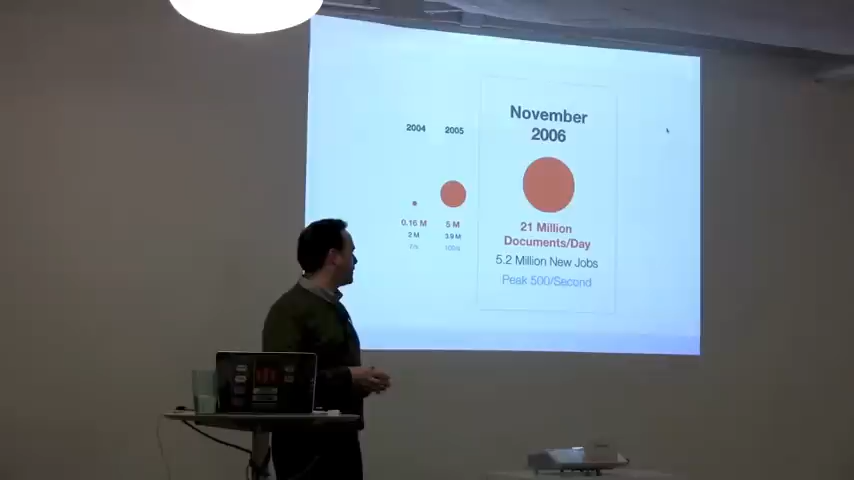 2004
2005
November
2006
0.16 M
5 M
2 M
3.9 M
21 Million
Documents/Day
5.2 Million New Jobs
Peak 500/Second